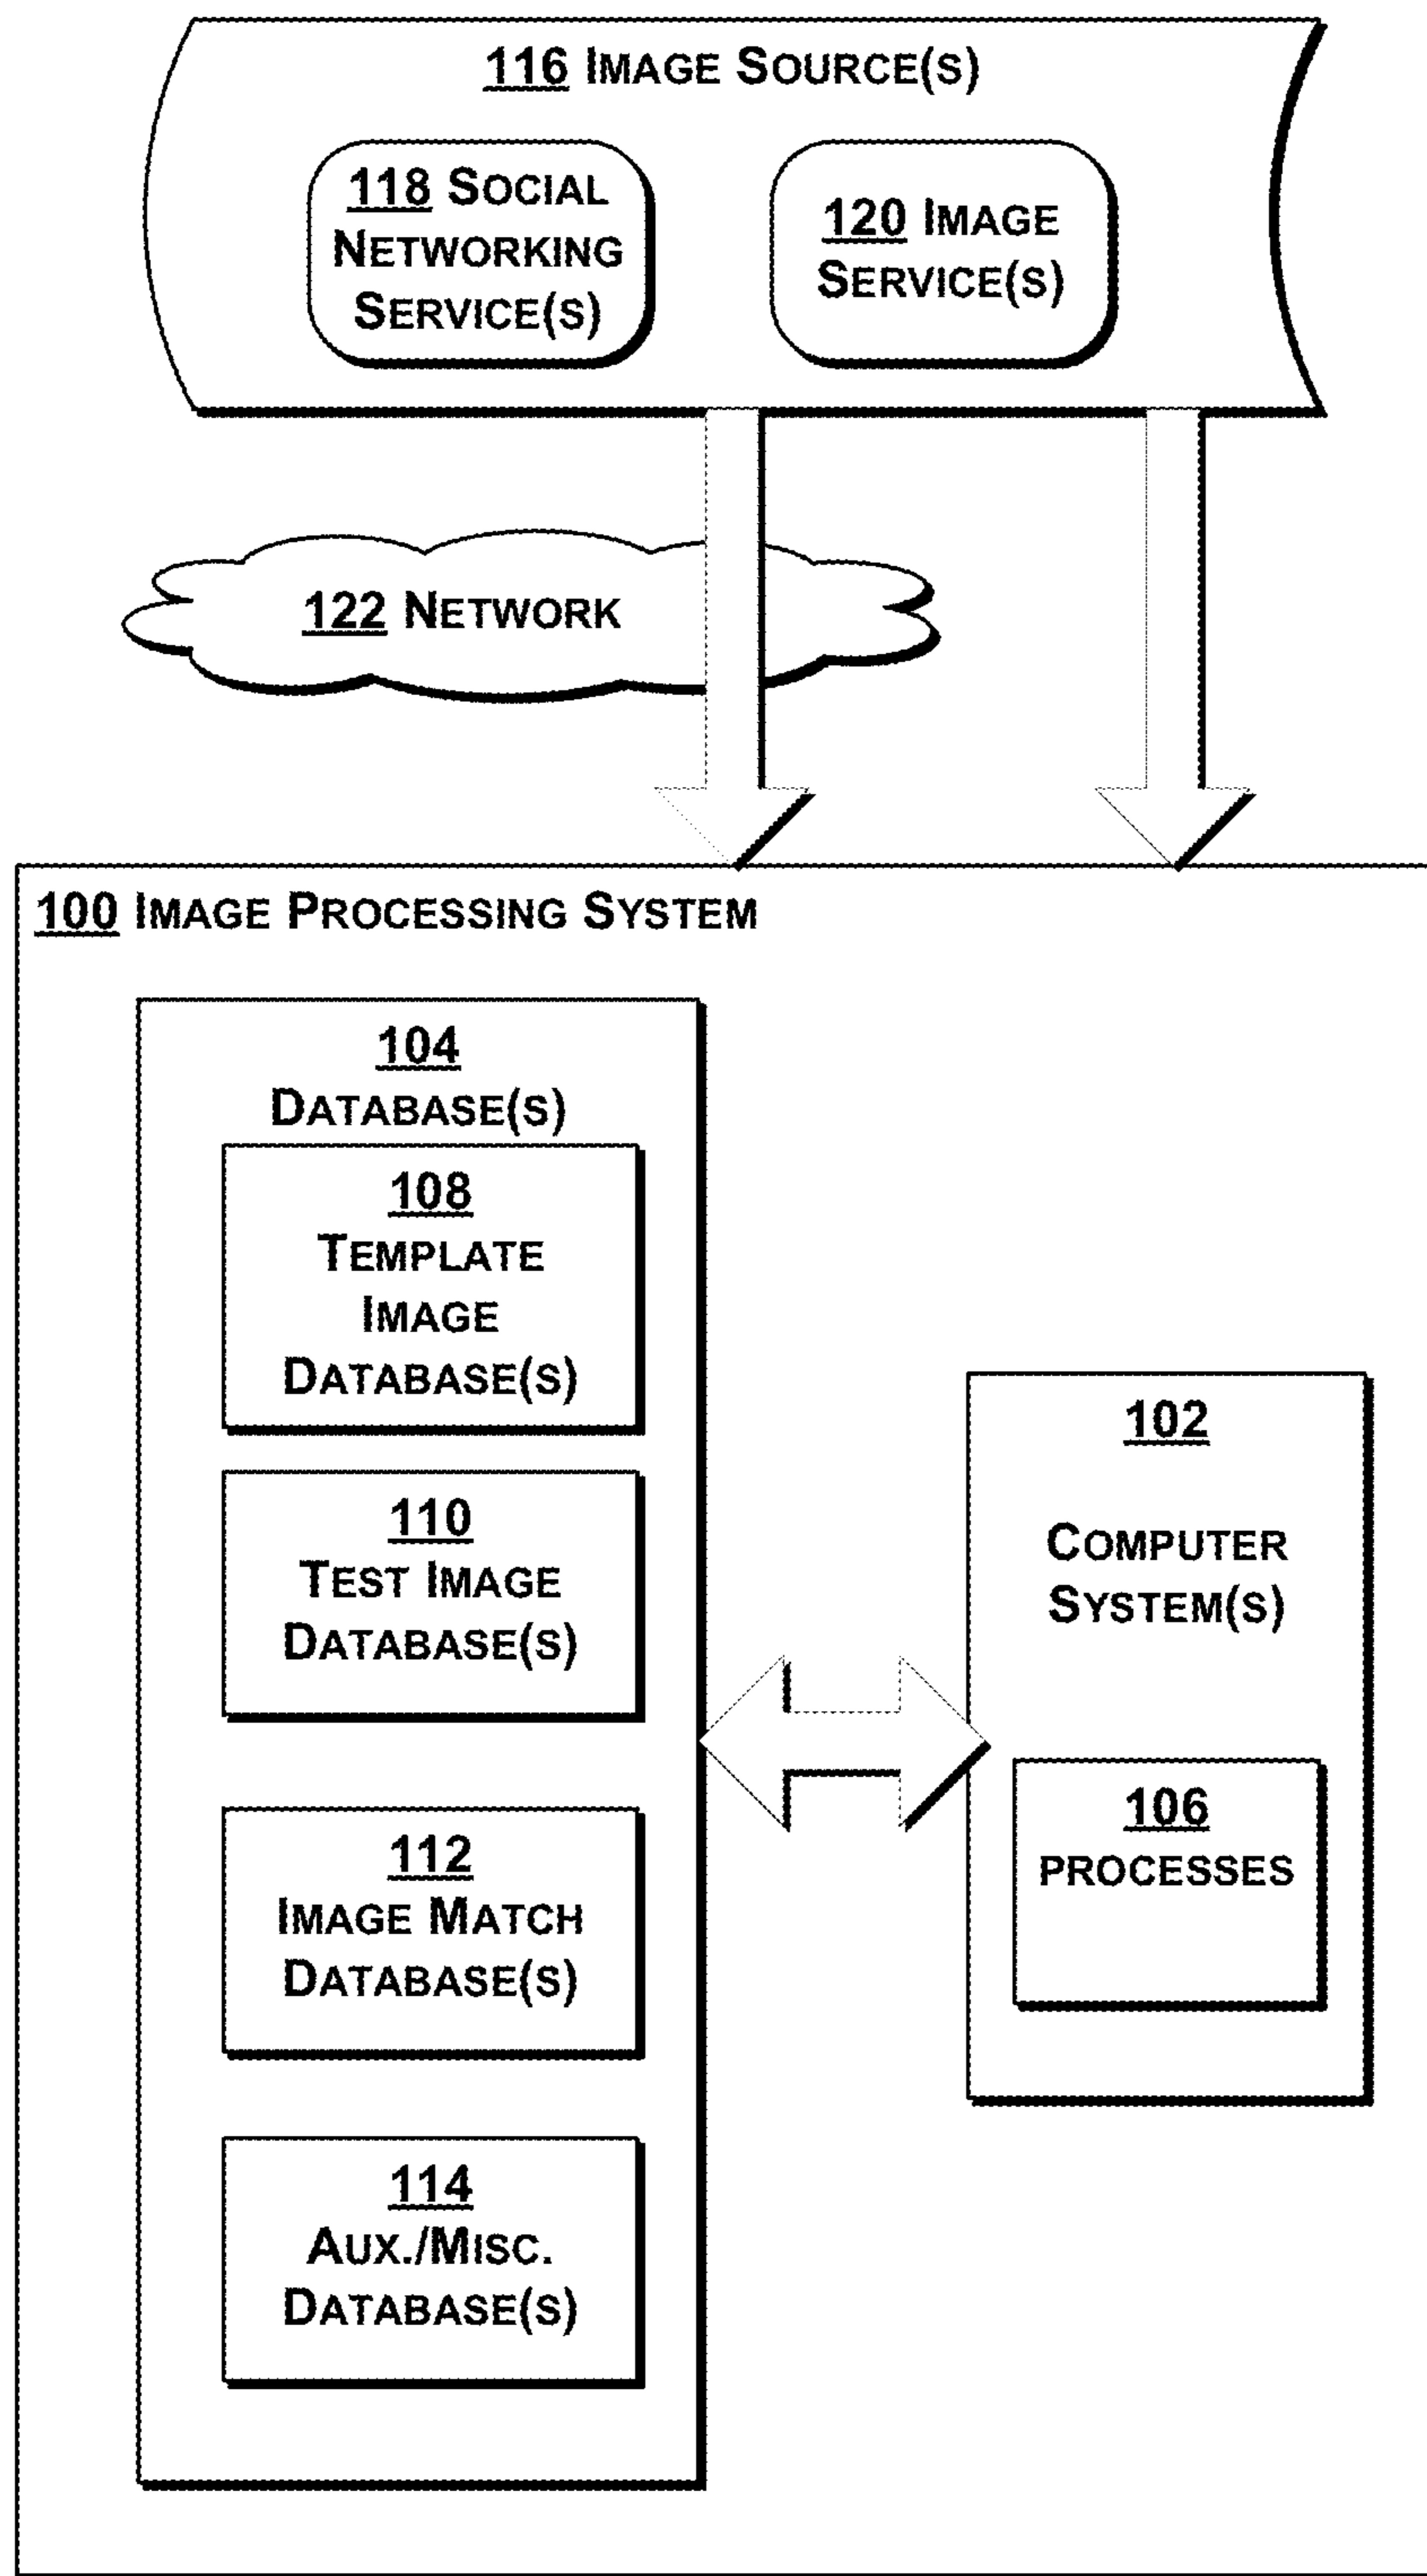 116 IMAGE SOURCE(S)
118 SOCIAL
NETWORKING
SERVICE(S)
120 IMAGE
SERVICE(S)
122 NETWORK
100 IMAGE PROCESSING SYSTEM
104
DATABASE(S)
108
TEMPLATE
IMAGE
DATABASE(S)
110
TEST IMAGE
DATABASE(S)
112
IMAGE MATCH
DATABASE(S)
114
AUX./MISC.
DATABASE(S)
102
COMPUTER
SYSTEM(S)
106
PROCESSES